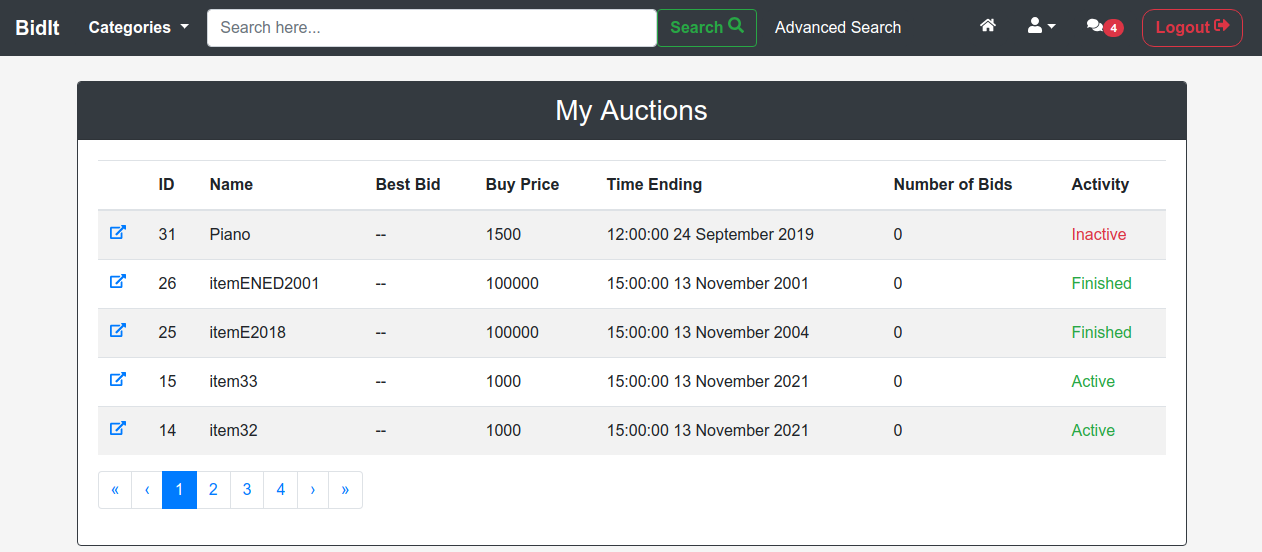 BidIt Categories Search here... Search Advanced Search 4 Logout
My Auctions
ID Name Best Bid Buy Price Time Ending Number of Bids Activity
31 Piano -- 1500 12:00:00 24 September 2019 0 Inactive
26 itemENED2001 -- 100000 15:00:00 13 November 2001 0 Finished
25 itemE2018 -- 100000 15:00:00 13 November 2004 0 Finished
15 item33 -- 1000 15:00:00 13 November 2021 0 Active
14 item32 -- 1000 15:00:00 13 November 2021 0 Active
« ‹ 1 2 3 4 › »